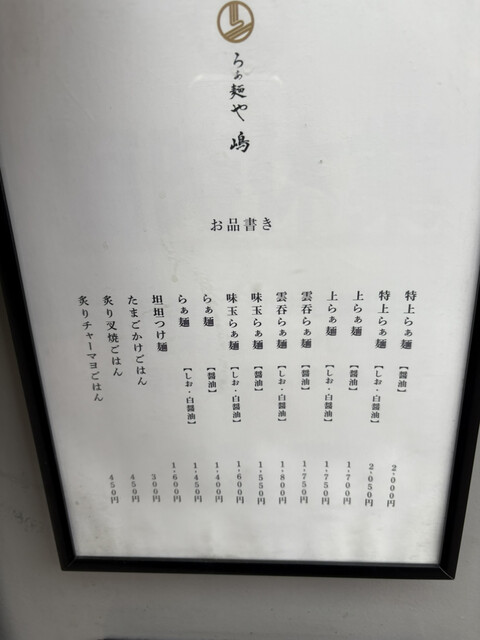 らぁ麺や 嶋
お品書き
特上らぁ麺【醤油】 2,000円
特上らぁ麺【しお・白醤油】 2,050円
上らぁ麺【醤油】 1,700円
上らぁ麺【しお・白醤油】 1,750円
雲呑らぁ麺【醤油】 1,750円
雲呑らぁ麺【しお・白醤油】 1,800円
味玉らぁ麺【醤油】 1,550円
味玉らぁ麺【しお・白醤油】 1,600円
らぁ麺【醤油】 1,400円
らぁ麺【しお・白醤油】 1,450円
坦坦つけ麺 1,600円
たまごかけごはん 300円
炙り叉焼ごはん 450円
炙りチャーマヨごはん 450円